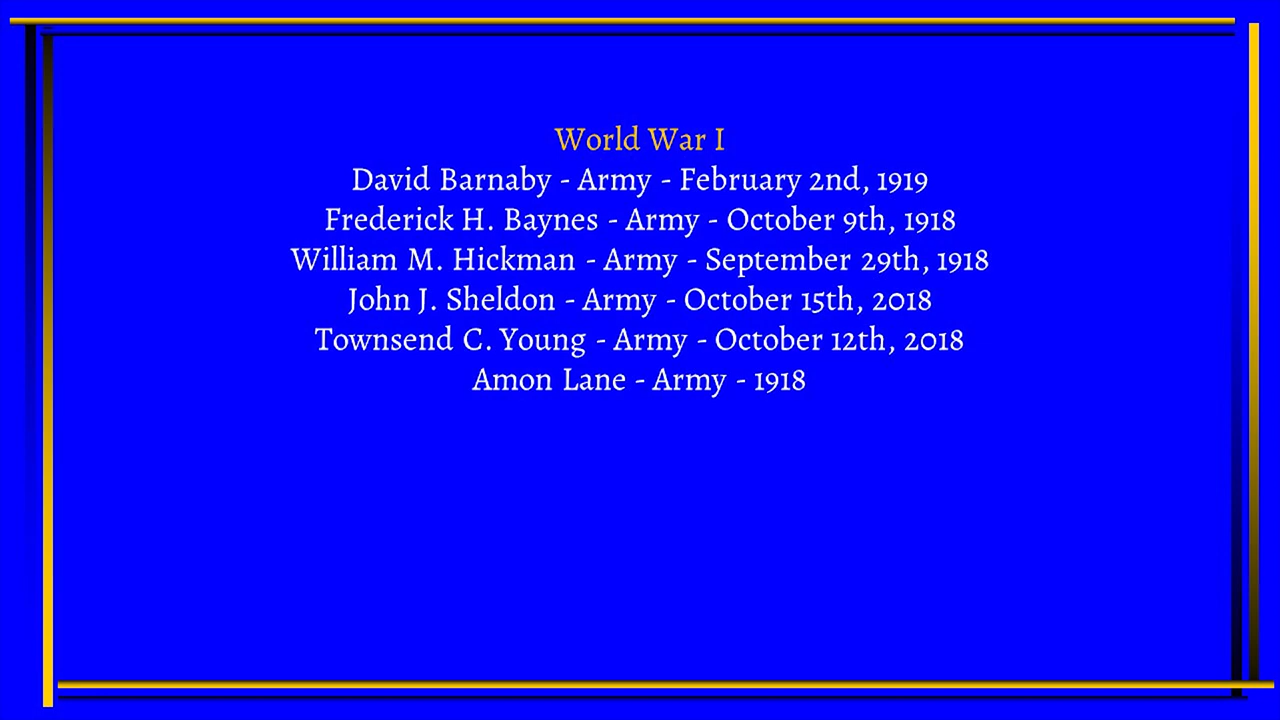 World War I
David Barnaby - Army - February 2nd, 1919
Frederick H. Baynes - Army - October 9th, 1918
William M. Hickman - Army - September 29th, 1918
John J. Sheldon - Army - October 15th, 2018
Townsend C. Young - Army - October 12th, 2018
Amon Lane - Army - 1918